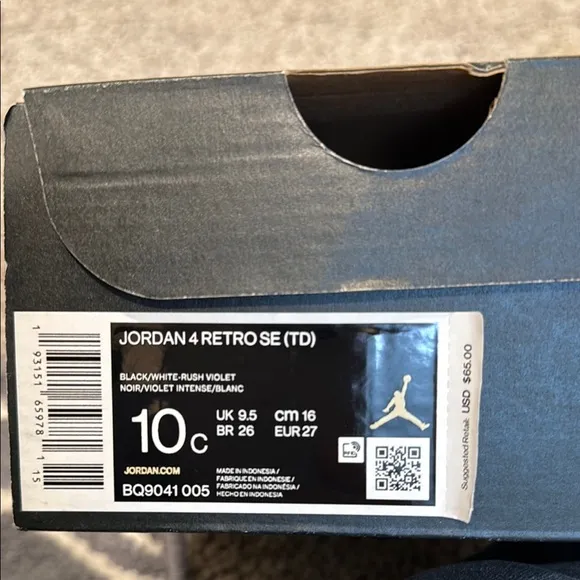 JORDAN 4 RETRO SE (TD)
BLACK/WHITE-RUSH VIOLET
NOIR/VIOLET INTENSE/BLANC
10c
UK 9.5 cm 16
BR 26 EUR 27
JORDAN.COM
BQ9041 005
MADE IN INDONESIA /
FABRIQUE EN INDONESIE /
FABRICADO NA INDONÉSIA /
HECHO EN INDONESIA
1 93151 65978 1 15
Suggested Retail: USD $65.00